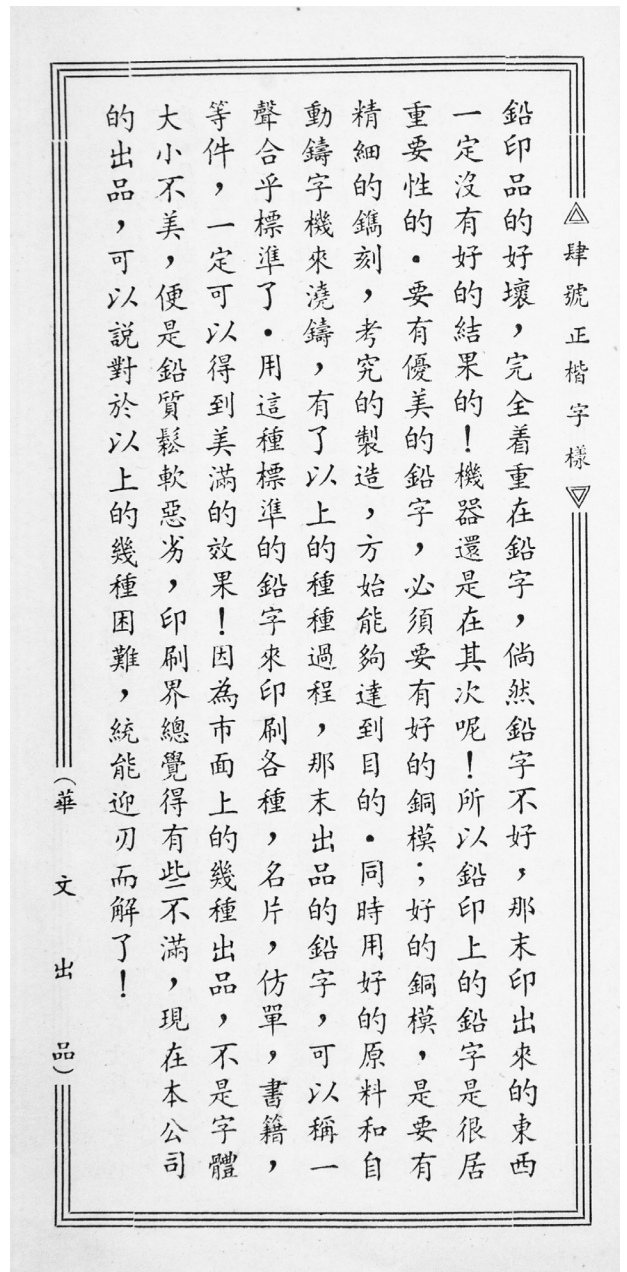 肆號正楷字樣
鉛印品的好壞，完全着重在鉛字，倘然鉛字不好，那末印出來的東西
一定沒有好的結果的！機器還是在其次呢！所以鉛印上的鉛字是很居
重要性的．要有優美的鉛字，必須要有好的銅模；好的銅模，是要有
精細的鐫刻，考究的製造，方始能夠達到目的．同時用好的原料和自
動鑄字機來澆鑄，有了以上的種種過程，那末出品的鉛字，可以稱一
聲合乎標準了．用這種標準的鉛字來印刷各種，名片，仿單，書籍，
等件，一定可以得到美滿的效果！因為市面上的幾種出品，不是字體
大小不美，便是鉛質鬆軟惡劣，印刷界總覺得有些不滿，現在本公司
的出品，可以説對於以上的幾種困難，統能迎刃而解了！
（華文出品）